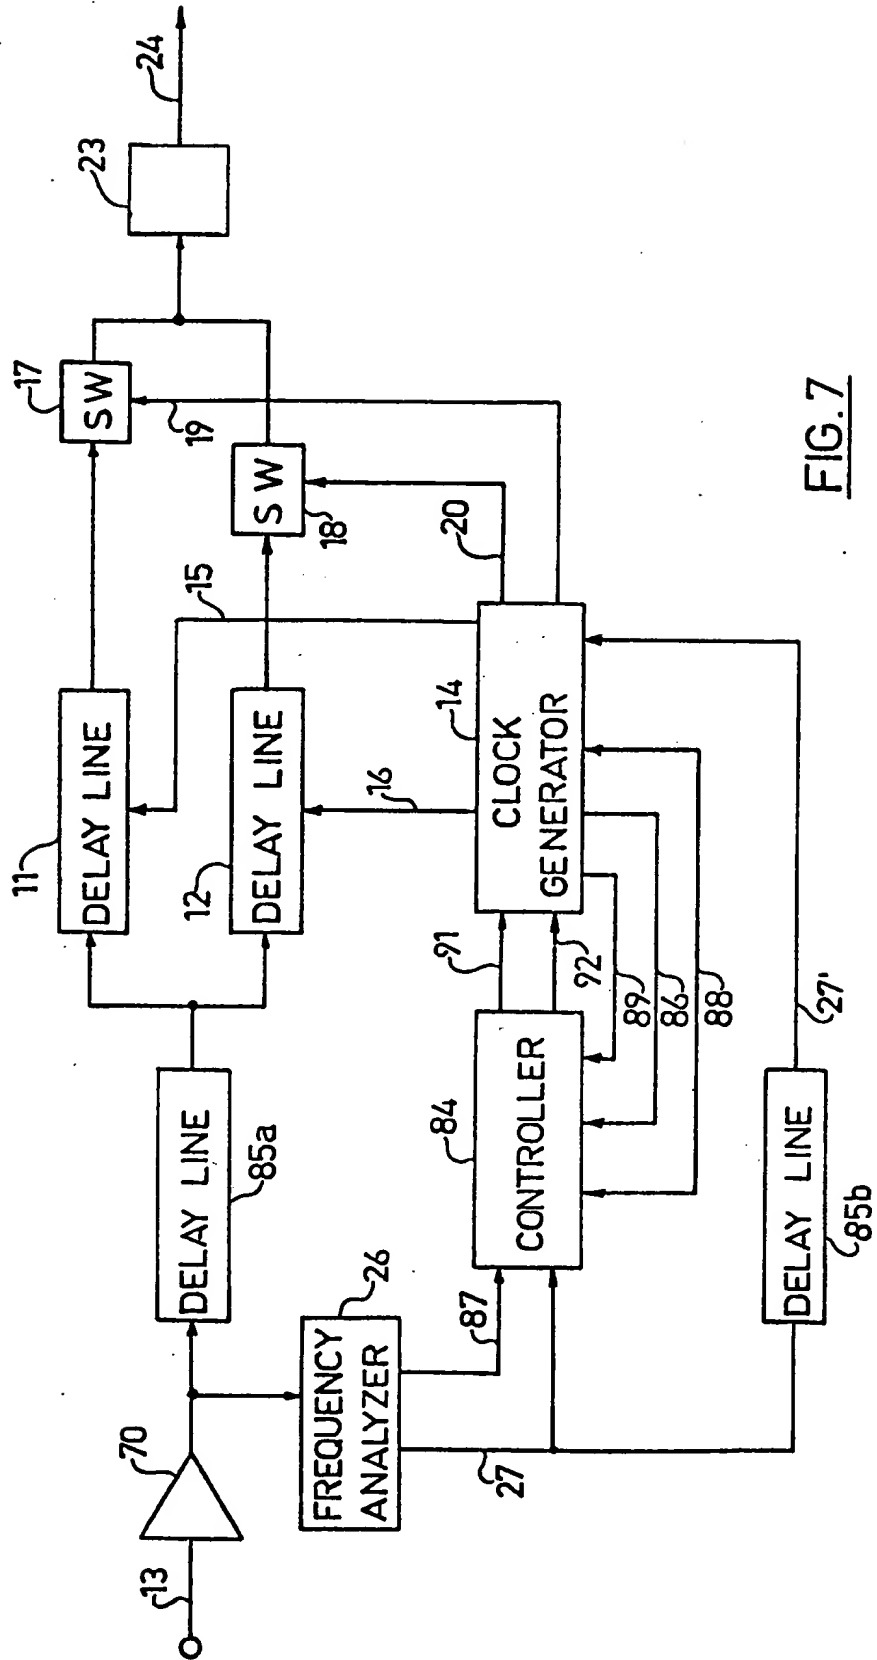 13
70
DELAY LINE
85a
11
DELAY LINE
12
DELAY LINE
15
16
17
SW
19
SW
18
20
23
24
FREQUENCY
ANALYZER
26
87
27
84
CONTROLLER
91
92
14
CLOCK
GENERATOR
89
86
88
DELAY LINE
85b
27'
FIG. 7